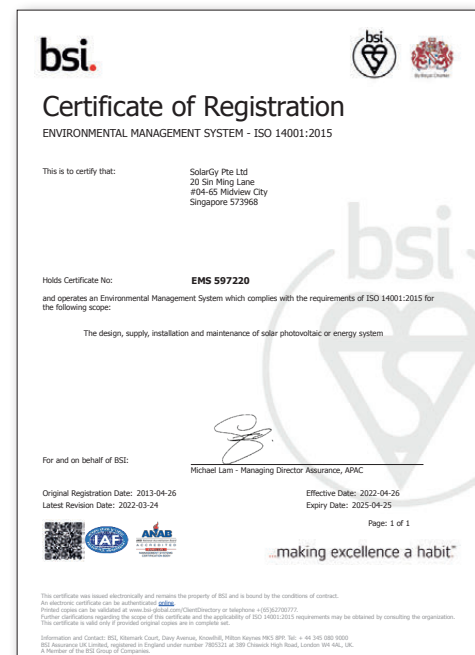 bsi.
bsi
By Royal Charter
Certificate of Registration
ENVIRONMENTAL MANAGEMENT SYSTEM - ISO 14001:2015
This is to certify that:
SolarGy Pte Ltd
20 Sin Ming Lane
#04-65 Midview City
Singapore 573968
Holds Certificate No:
EMS 597220
and operates an Environmental Management System which complies with the requirements of ISO 14001:2015 for
the following scope:
The design, supply, installation and maintenance of solar photovoltaic or energy system
bsi
For and on behalf of BSI:
Michael Lam - Managing Director Assurance, APAC
Original Registration Date: 2013-04-26
Effective Date: 2022-04-26
Latest Revision Date: 2022-03-24
Expiry Date: 2025-04-25
Page: 1 of 1
IAF
ANAB
ACCREDITED
...making excellence a habit.™
This certificate was issued electronically and remains the property of BSI and is bound by the conditions of contract.
An electronic certificate can be authenticated online.
Printed copies can be validated at www.bsi-global.com/ClientDirectory or telephone +(65)62700777.
Further clarifications regarding the scope of this certificate and the applicability of ISO 14001:2015 requirements may be obtained by consulting the organization.
This certificate is valid only if provided original copies are in complete set.
Information and Contact: BSI, Kitemark Court, Davy Avenue, Knowlhill, Milton Keynes MK5 8PP. Tel: + 44 345 080 9000
BSI Assurance UK Limited, registered in England under number 7805321 at 389 Chiswick High Road, London W4 4AL, UK.
A Member of the BSI Group of Companies.